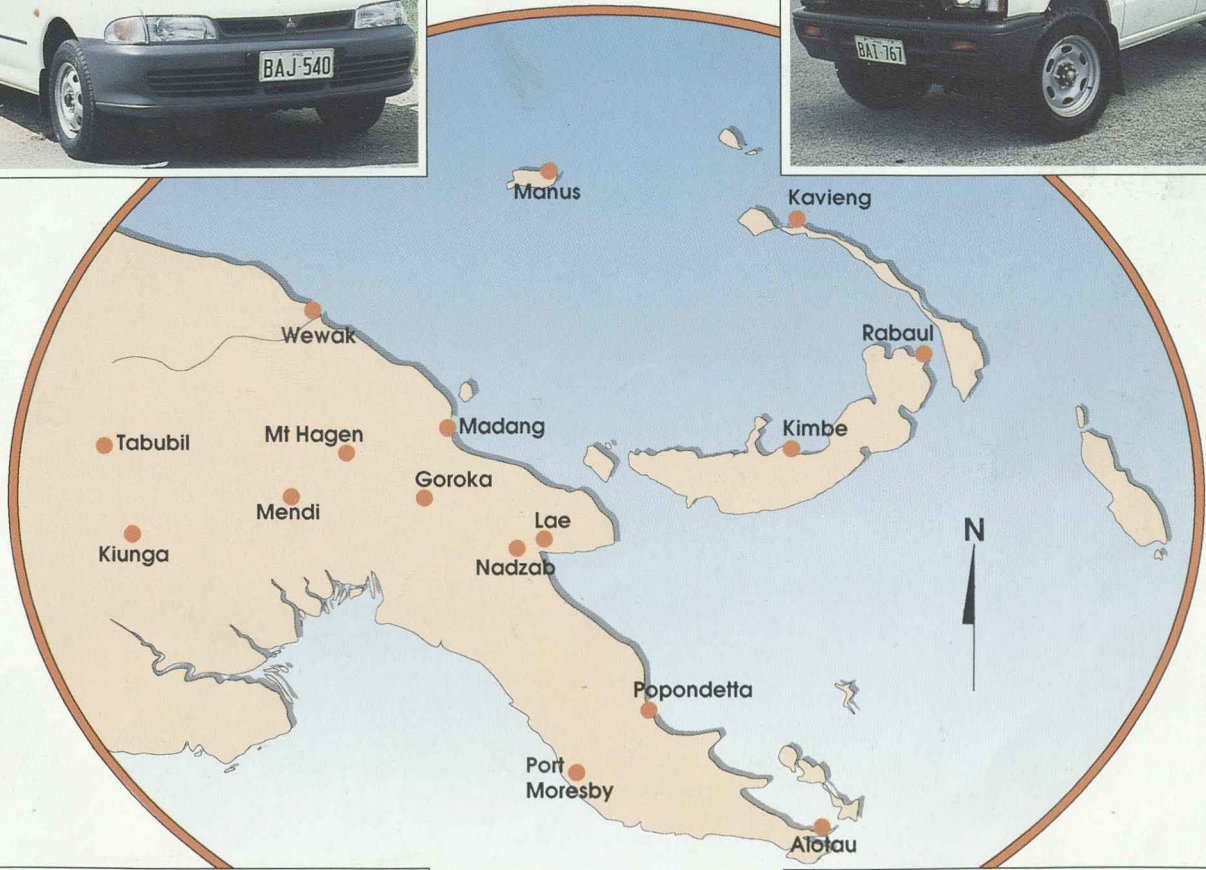 BAJ-540
BAI-767
Manus
Kavieng
Wewak
Rabaul
Tabubil
Mt Hagen
Madang
Kimbe
Goroka
Mendi
Lae
Kiunga
Nadzab
N
Popondetta
Port
Moresby
Alotau